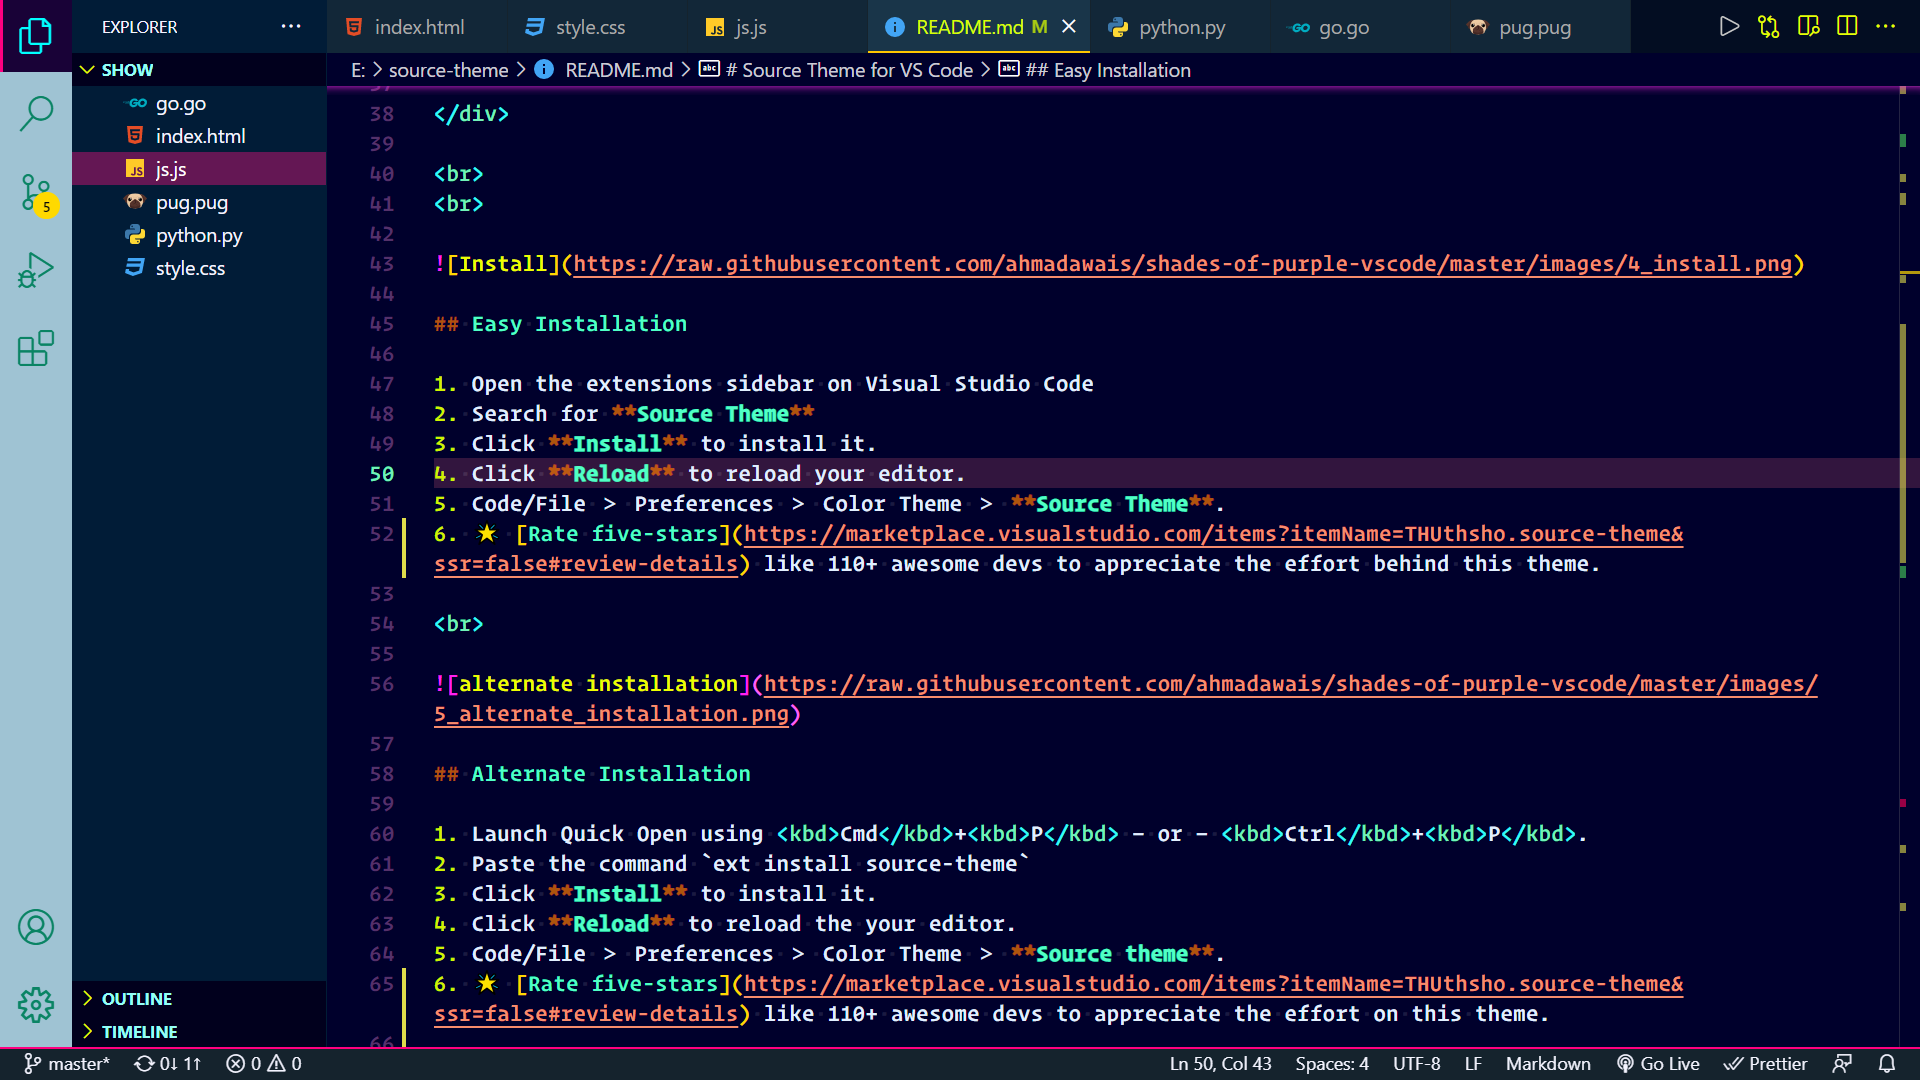 EXPLORER
index.html
style.css
js.js
README.md M
python.py
go.go
pug.pug
SHOW
E: > source-theme > README.md > # Source Theme for VS Code > ## Easy Installation
go.go
index.html
js.js
pug.pug
python.py
style.css
5
38 </div>
39
40 <br>
41 <br>
42
43 ![Install](https://raw.githubusercontent.com/ahmadawais/shades-of-purple-vscode/master/images/4_install.png)
44
45 ## Easy Installation
46
47 1. Open the extensions sidebar on Visual Studio Code
48 2. Search for **Source Theme**
49 3. Click **Install** to install it.
50 4. Click **Reload** to reload your editor.
51 5. Code/File > Preferences > Color Theme > **Source Theme**.
52 6. [Rate five-stars](https://marketplace.visualstudio.com/items?itemName=THUthsho.source-theme&
ssr=false#review-details) like 110+ awesome devs to appreciate the effort behind this theme.
53
54 <br>
55
56 ![alternate installation](https://raw.githubusercontent.com/ahmadawais/shades-of-purple-vscode/master/images/
5_alternate_installation.png)
57
58 ## Alternate Installation
59
60 1. Launch Quick Open using <kbd>Cmd</kbd>+<kbd>P</kbd> - or - <kbd>Ctrl</kbd>+<kbd>P</kbd>.
61 2. Paste the command `ext install source-theme`
62 3. Click **Install** to install it.
63 4. Click **Reload** to reload the your editor.
64 5. Code/File > Preferences > Color Theme > **Source theme**.
65 6. [Rate five-stars](https://marketplace.visualstudio.com/items?itemName=THUthsho.source-theme&
ssr=false#review-details) like 110+ awesome devs to appreciate the effort on this theme.
66
OUTLINE
TIMELINE
master* 0↓ 1↑ 0 0
Ln 50, Col 43 Spaces: 4 UTF-8 LF Markdown Go Live Prettier